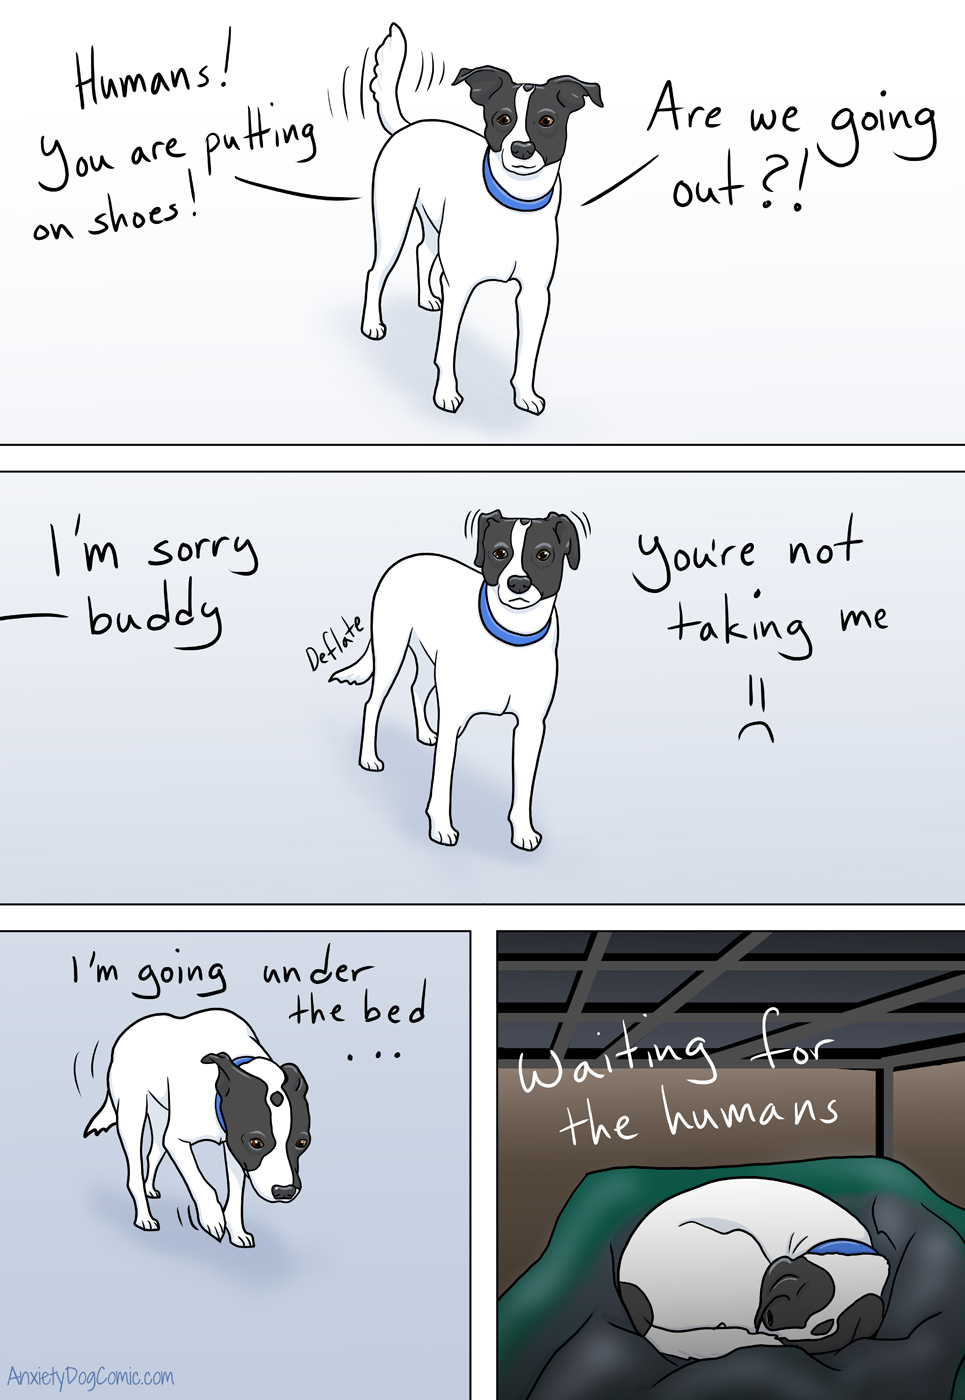 Humans!
You are putting
on shoes!
Are we going
out?!
I'm sorry
buddy
Deflate
You're not
taking me
I'm going under
the bed
...
Waiting for
the humans
AnxietyDogComic.com